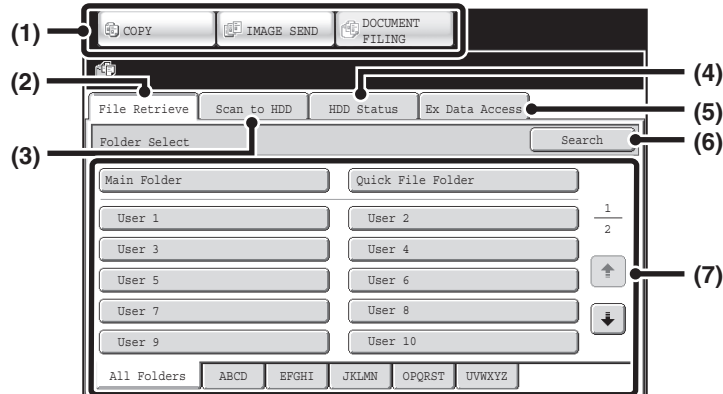 (1) COPY IMAGE SEND DOCUMENT
FILING
(2) (4)
File Retrieve Scan to HDD HDD Status Ex Data Access (5)
(3) Folder Select Search (6)
Main Folder Quick File Folder
User 1 User 2 1
2
User 3 User 4
User 5 User 6 (7)
User 7 User 8
User 9 User 10
All Folders ABCD EFGHI JKLMN OPQRST UVWXYZ